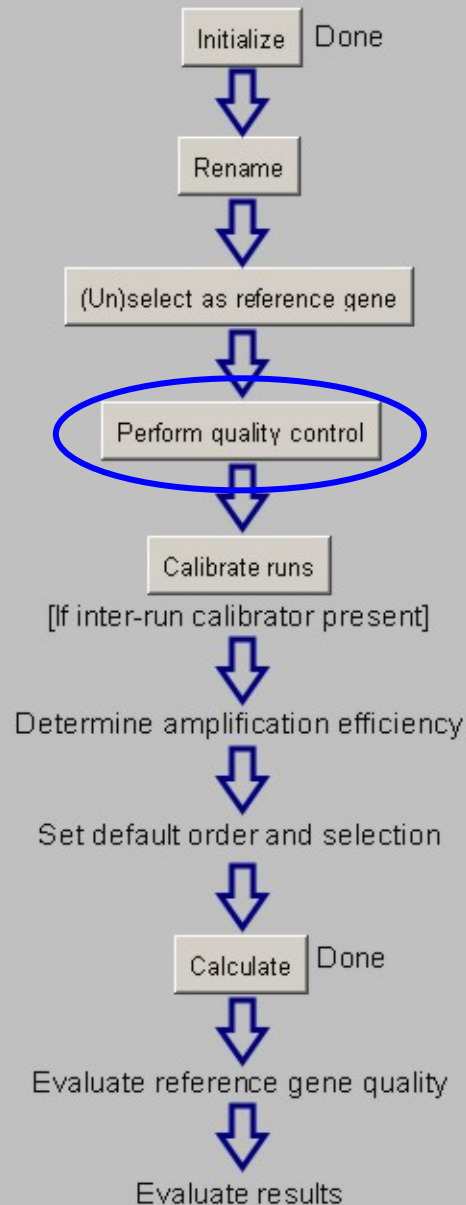 Initialize Done
Rename
(Un)select as reference gene
Perform quality control
Calibrate runs
[If inter-run calibrator present]
Determine amplification efficiency
Set default order and selection
Calculate Done
Evaluate reference gene quality
Evaluate results